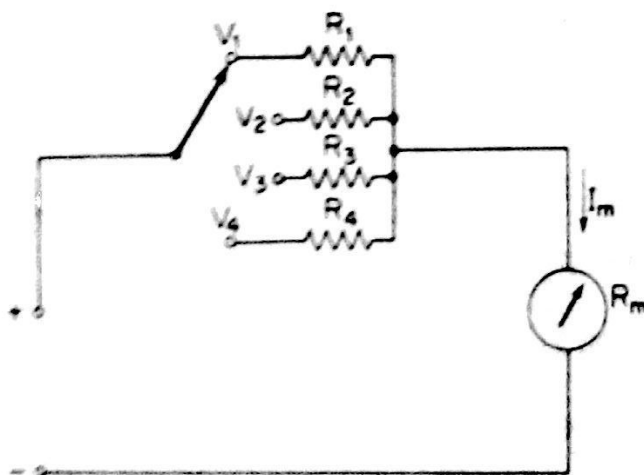 V₁ R₁
R₂
V₂
R₃
V₃
V₄ R₄
Iₘ
+
Rₘ
−